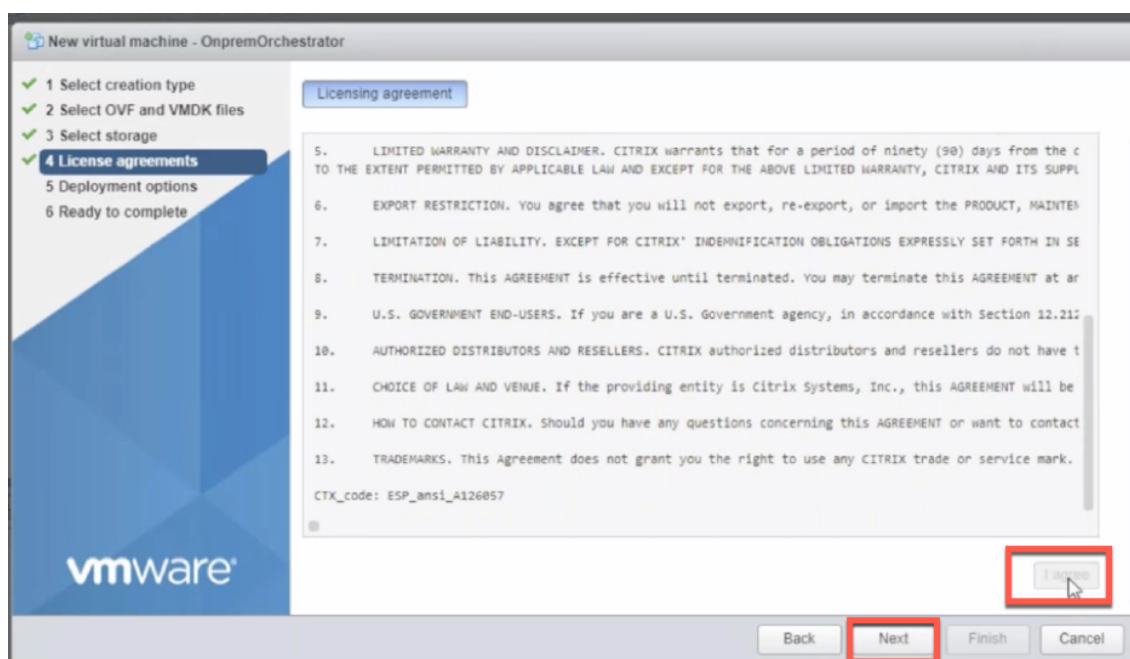 New virtual machine - OnpremOrchestrator
1 Select creation type
2 Select OVF and VMDK files
3 Select storage
4 License agreements
5 Deployment options
6 Ready to complete
Licensing agreement
5. LIMITED WARRANTY AND DISCLAIMER. CITRIX warrants that for a period of ninety (90) days from the
TO THE EXTENT PERMITTED BY APPLICABLE LAW AND EXCEPT FOR THE ABOVE LIMITED WARRANTY, CITRIX AND ITS SUPPL
6. EXPORT RESTRICTION. You agree that you will not export, re-export, or import the PRODUCT, MAINTEN
7. LIMITATION OF LIABILITY. EXCEPT FOR CITRIX' INDEMNIFICATION OBLIGATIONS EXPRESSLY SET FORTH IN SE
8. TERMINATION. This AGREEMENT is effective until terminated. You may terminate this AGREEMENT at ar
9. U.S. GOVERNMENT END-USERS. If you are a U.S. Government agency, in accordance with Section 12.212
10. AUTHORIZED DISTRIBUTORS AND RESELLERS. CITRIX authorized distributors and resellers do not have t
11. CHOICE OF LAW AND VENUE. If the providing entity is Citrix Systems, Inc., this AGREEMENT will be
12. HOW TO CONTACT CITRIX. Should you have any questions concerning this AGREEMENT or want to contact
13. TRADEMARKS. This Agreement does not grant you the right to use any CITRIX trade or service mark.
CTX_code: ESP_ansi_A126057
vmware®
I agree
Back Next Finish Cancel